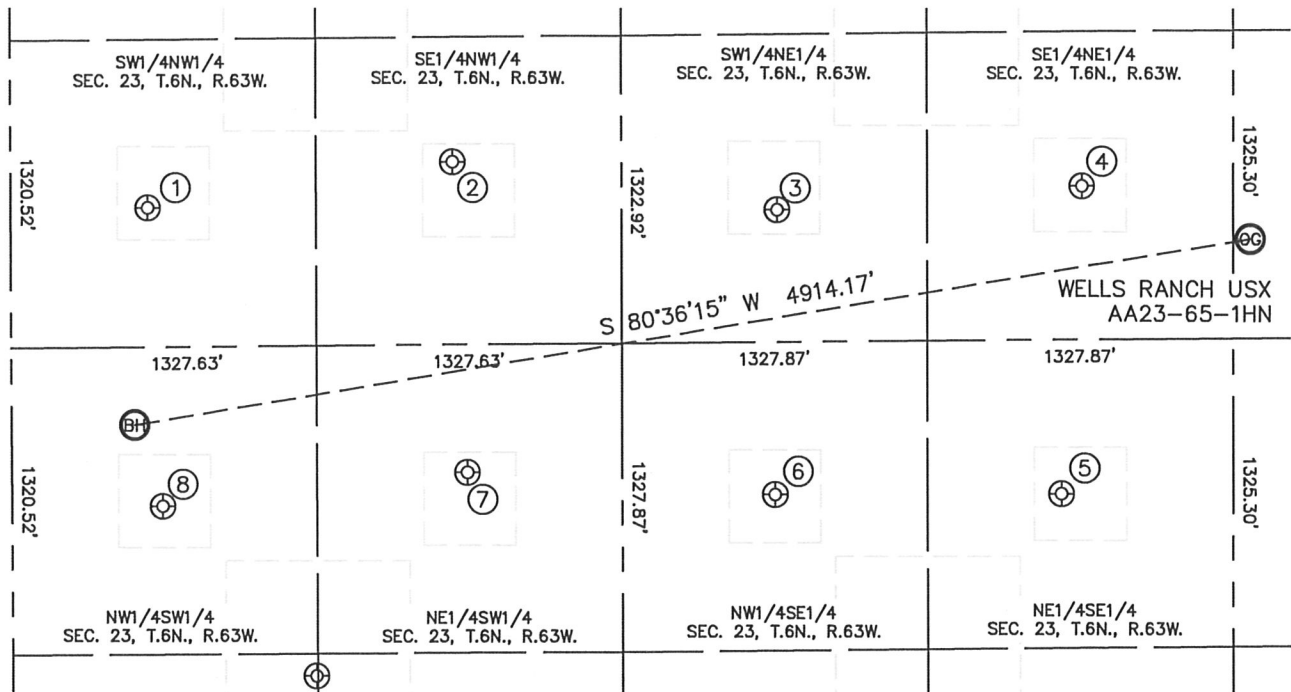 SW1/4NW1/4
SEC. 23, T.6N., R.63W.
SE1/4NW1/4
SEC. 23, T.6N., R.63W.
SW1/4NE1/4
SEC. 23, T.6N., R.63W.
SE1/4NE1/4
SEC. 23, T.6N., R.63W.
1320.52'
1
2
1322.92'
3
4
1325.30'
OG
WELLS RANCH USX
AA23-65-1HN
S 80°36'15" W 4914.17'
1327.63'
1327.63'
1327.87'
1327.87'
BH
1320.52'
8
7
1327.87'
6
5
1325.30'
NW1/4SW1/4
SEC. 23, T.6N., R.63W.
NE1/4SW1/4
SEC. 23, T.6N., R.63W.
NW1/4SE1/4
SEC. 23, T.6N., R.63W.
NE1/4SE1/4
SEC. 23, T.6N., R.63W.